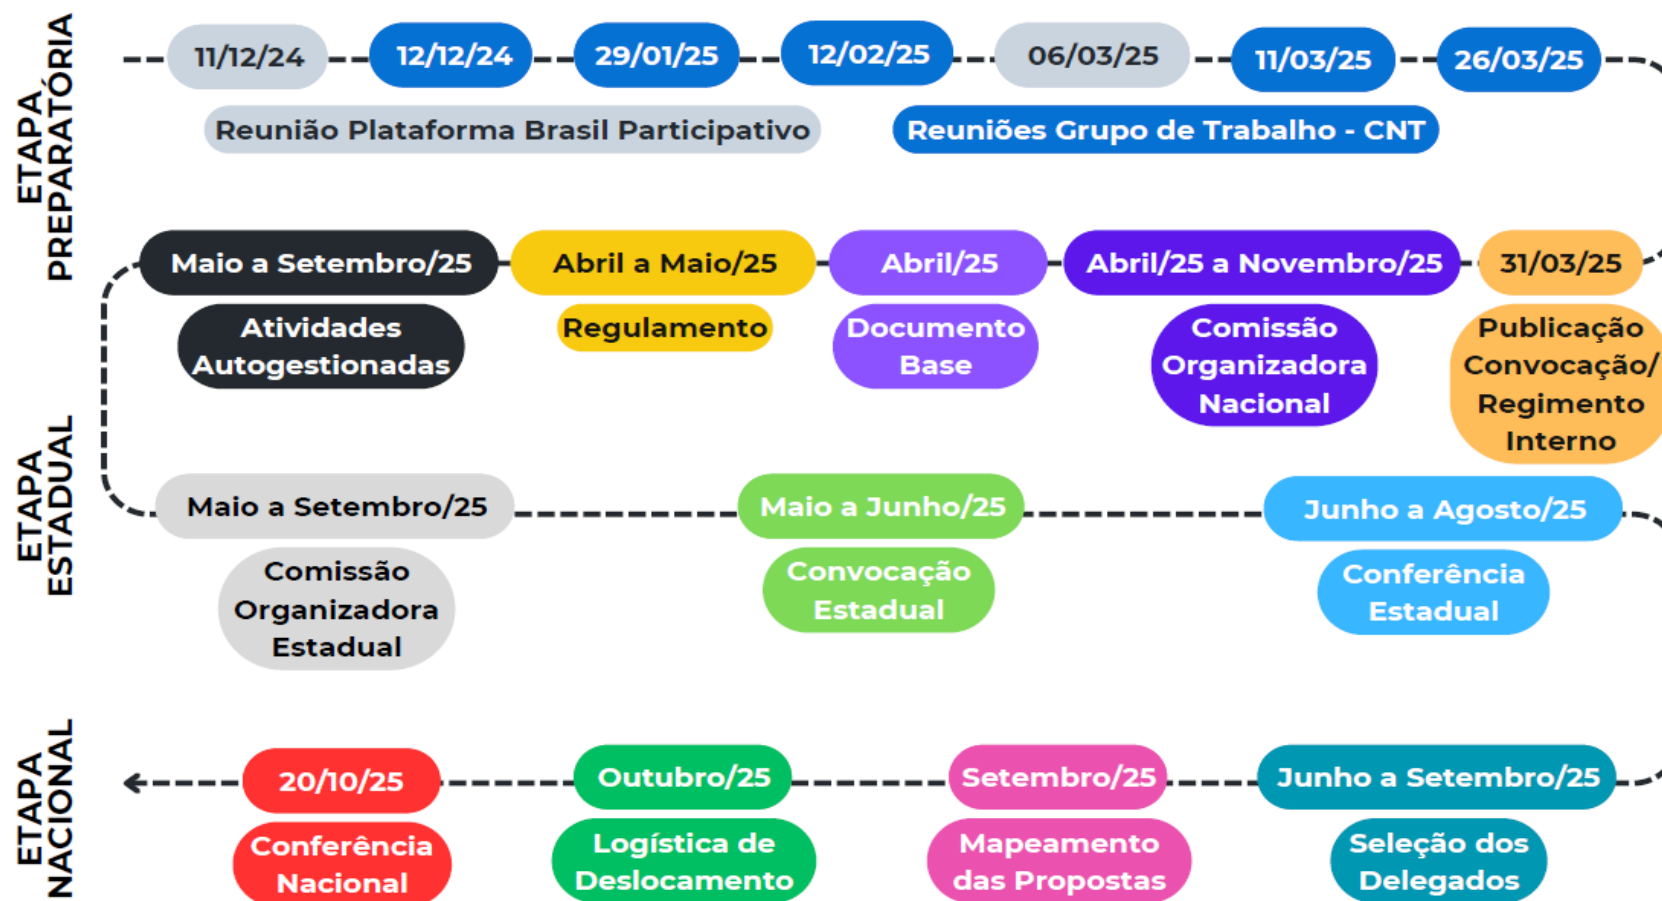 ETAPA
PREPARATÓRIA
11/12/24
12/12/24
29/01/25
12/02/25
06/03/25
11/03/25
26/03/25
Reunião Plataforma Brasil Participativo
Reuniões Grupo de Trabalho - CNT
Maio a Setembro/25
Atividades
Autogestionadas
Abril a Maio/25
Regulamento
Abril/25
Documento
Base
Abril/25 a Novembro/25
Comissão
Organizadora
Nacional
31/03/25
Publicação
Convocação/
Regimento
Interno
ETAPA
ESTADUAL
Maio a Setembro/25
Comissão
Organizadora
Estadual
Maio a Junho/25
Convocação
Estadual
Junho a Agosto/25
Conferência
Estadual
ETAPA
NACIONAL
20/10/25
Conferência
Nacional
Outubro/25
Logística de
Deslocamento
Setembro/25
Mapeamento
das Propostas
Junho a Setembro/25
Seleção dos
Delegados